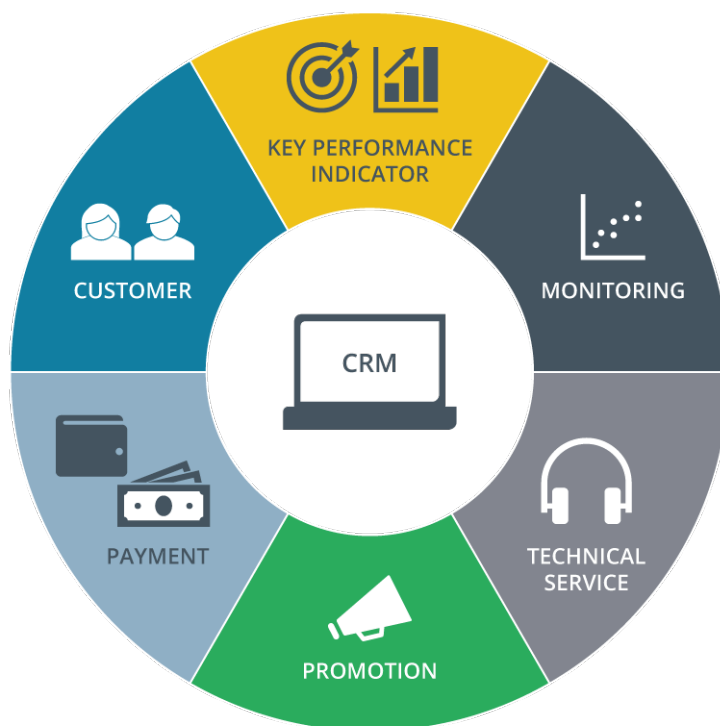 KEY PERFORMANCE
INDICATOR
CUSTOMER
MONITORING
CRM
PAYMENT
TECHNICAL
SERVICE
PROMOTION